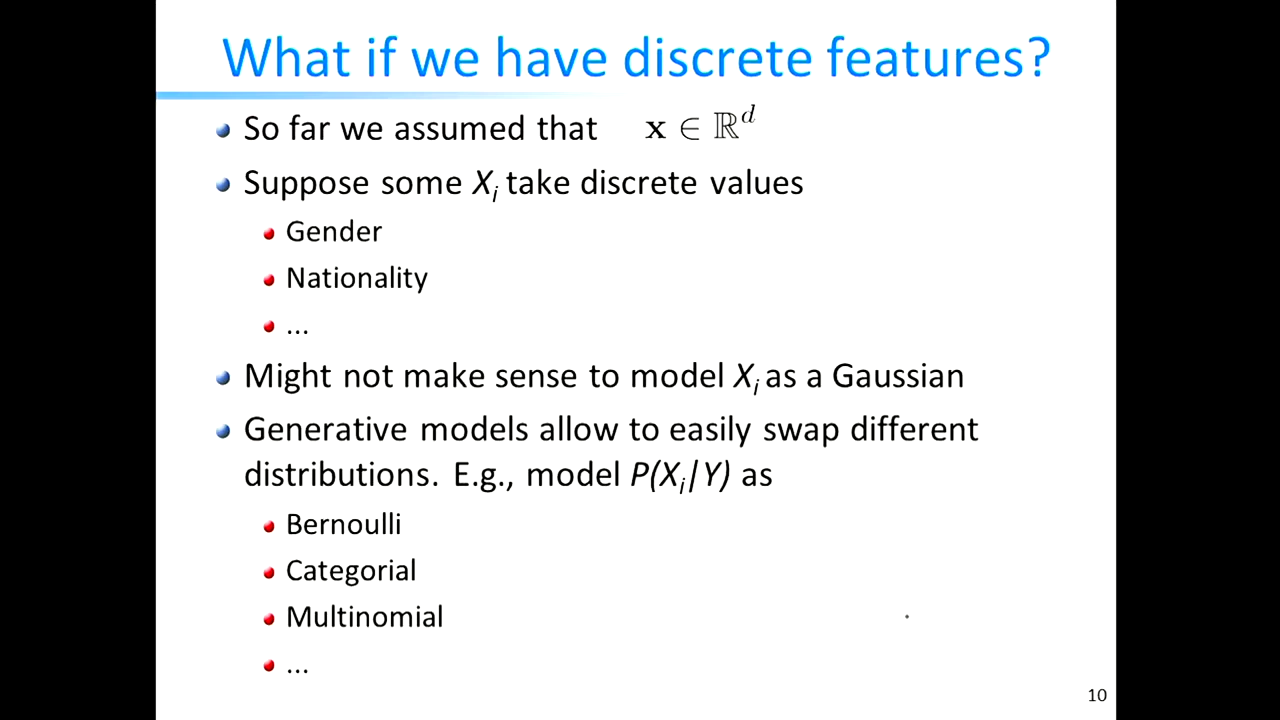 What if we have discrete features?
So far we assumed that x ∈ ℝ^d
Suppose some X_i take discrete values
Gender
Nationality
...
Might not make sense to model X_i as a Gaussian
Generative models allow to easily swap different
distributions. E.g., model P(X_i|Y) as
Bernoulli
Categorial
Multinomial
...
10